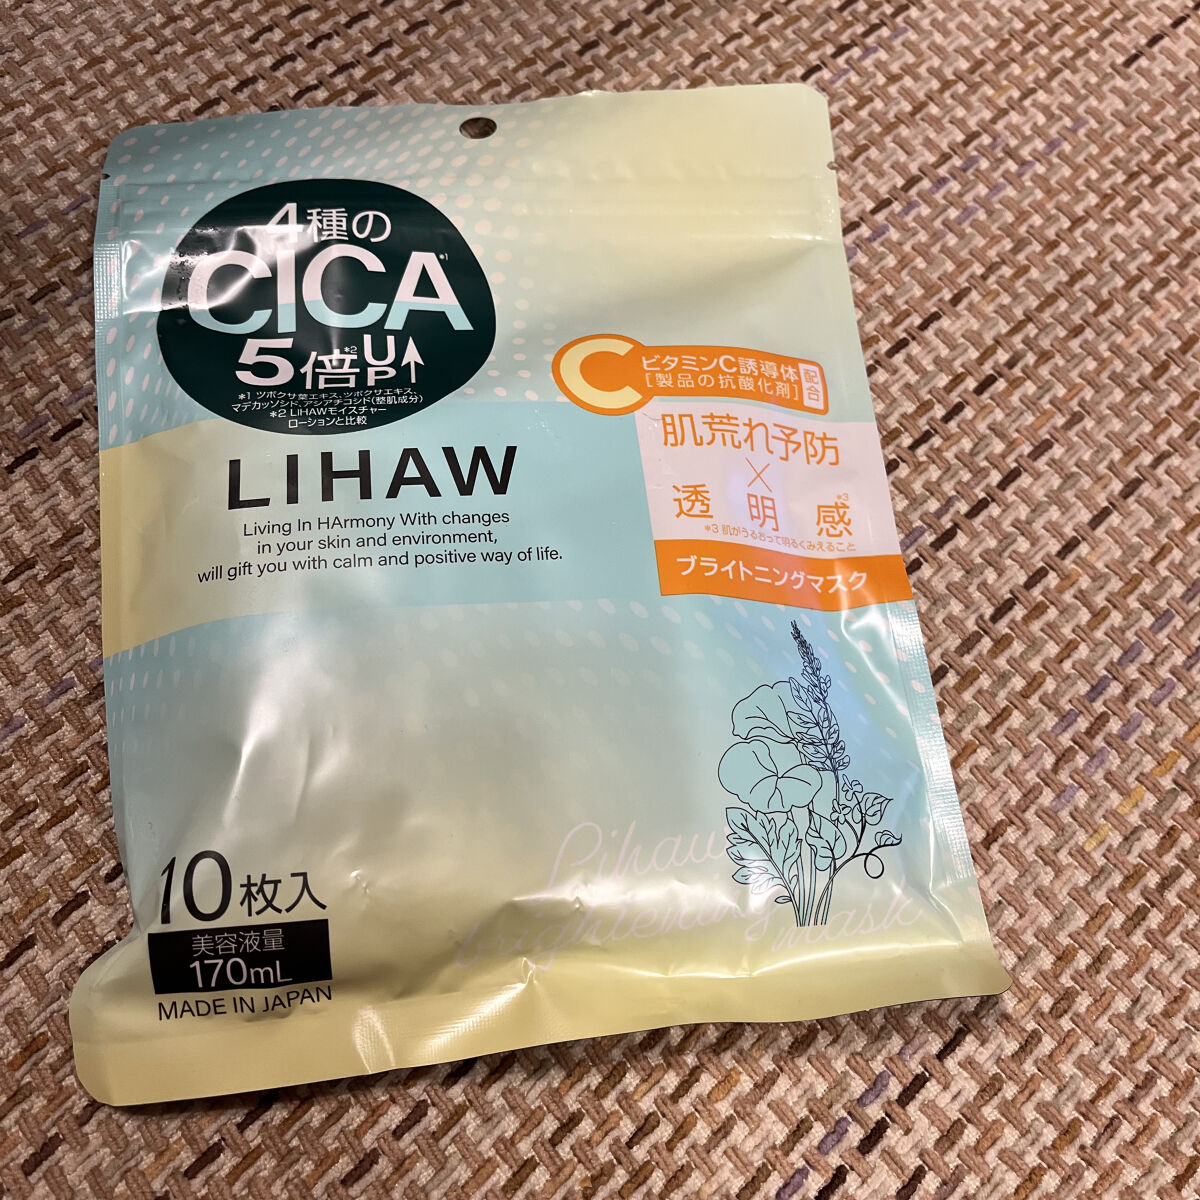 4種の
CICA*1
5倍*2UP↑
*1 ツボクサ葉エキス、ツボクサエキス、
マデカッソシド、アシアチコシド(整肌成分)
*2 LIHAWモイスチャー
ローションと比較
C
ビタミンC誘導体
[製品の抗酸化剤]
配合
肌荒れ予防
×
透明感*3
*3 肌がうるおって明るくみえること
ブライトニングマスク
LIHAW
Living In HArmony With changes
in your skin and environment,
will gift you with calm and positive way of life.
Lihaw
brightening mask
10枚入
美容液量
170mL
MADE IN JAPAN